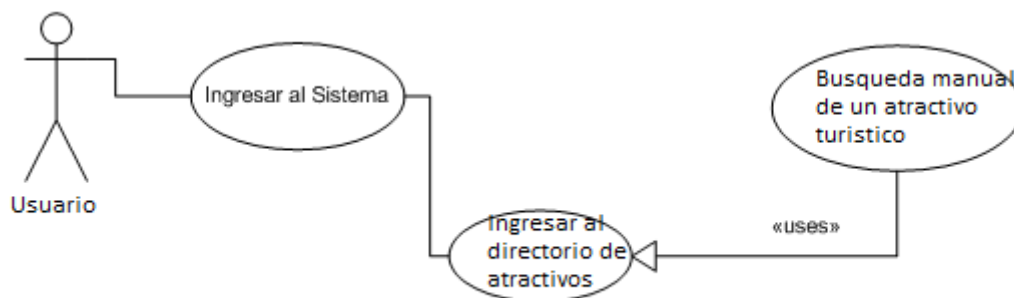 Usuario
Ingresar al Sistema
Ingresar al
directorio de
atractivos
«uses»
Busqueda manual
de un atractivo
turistico